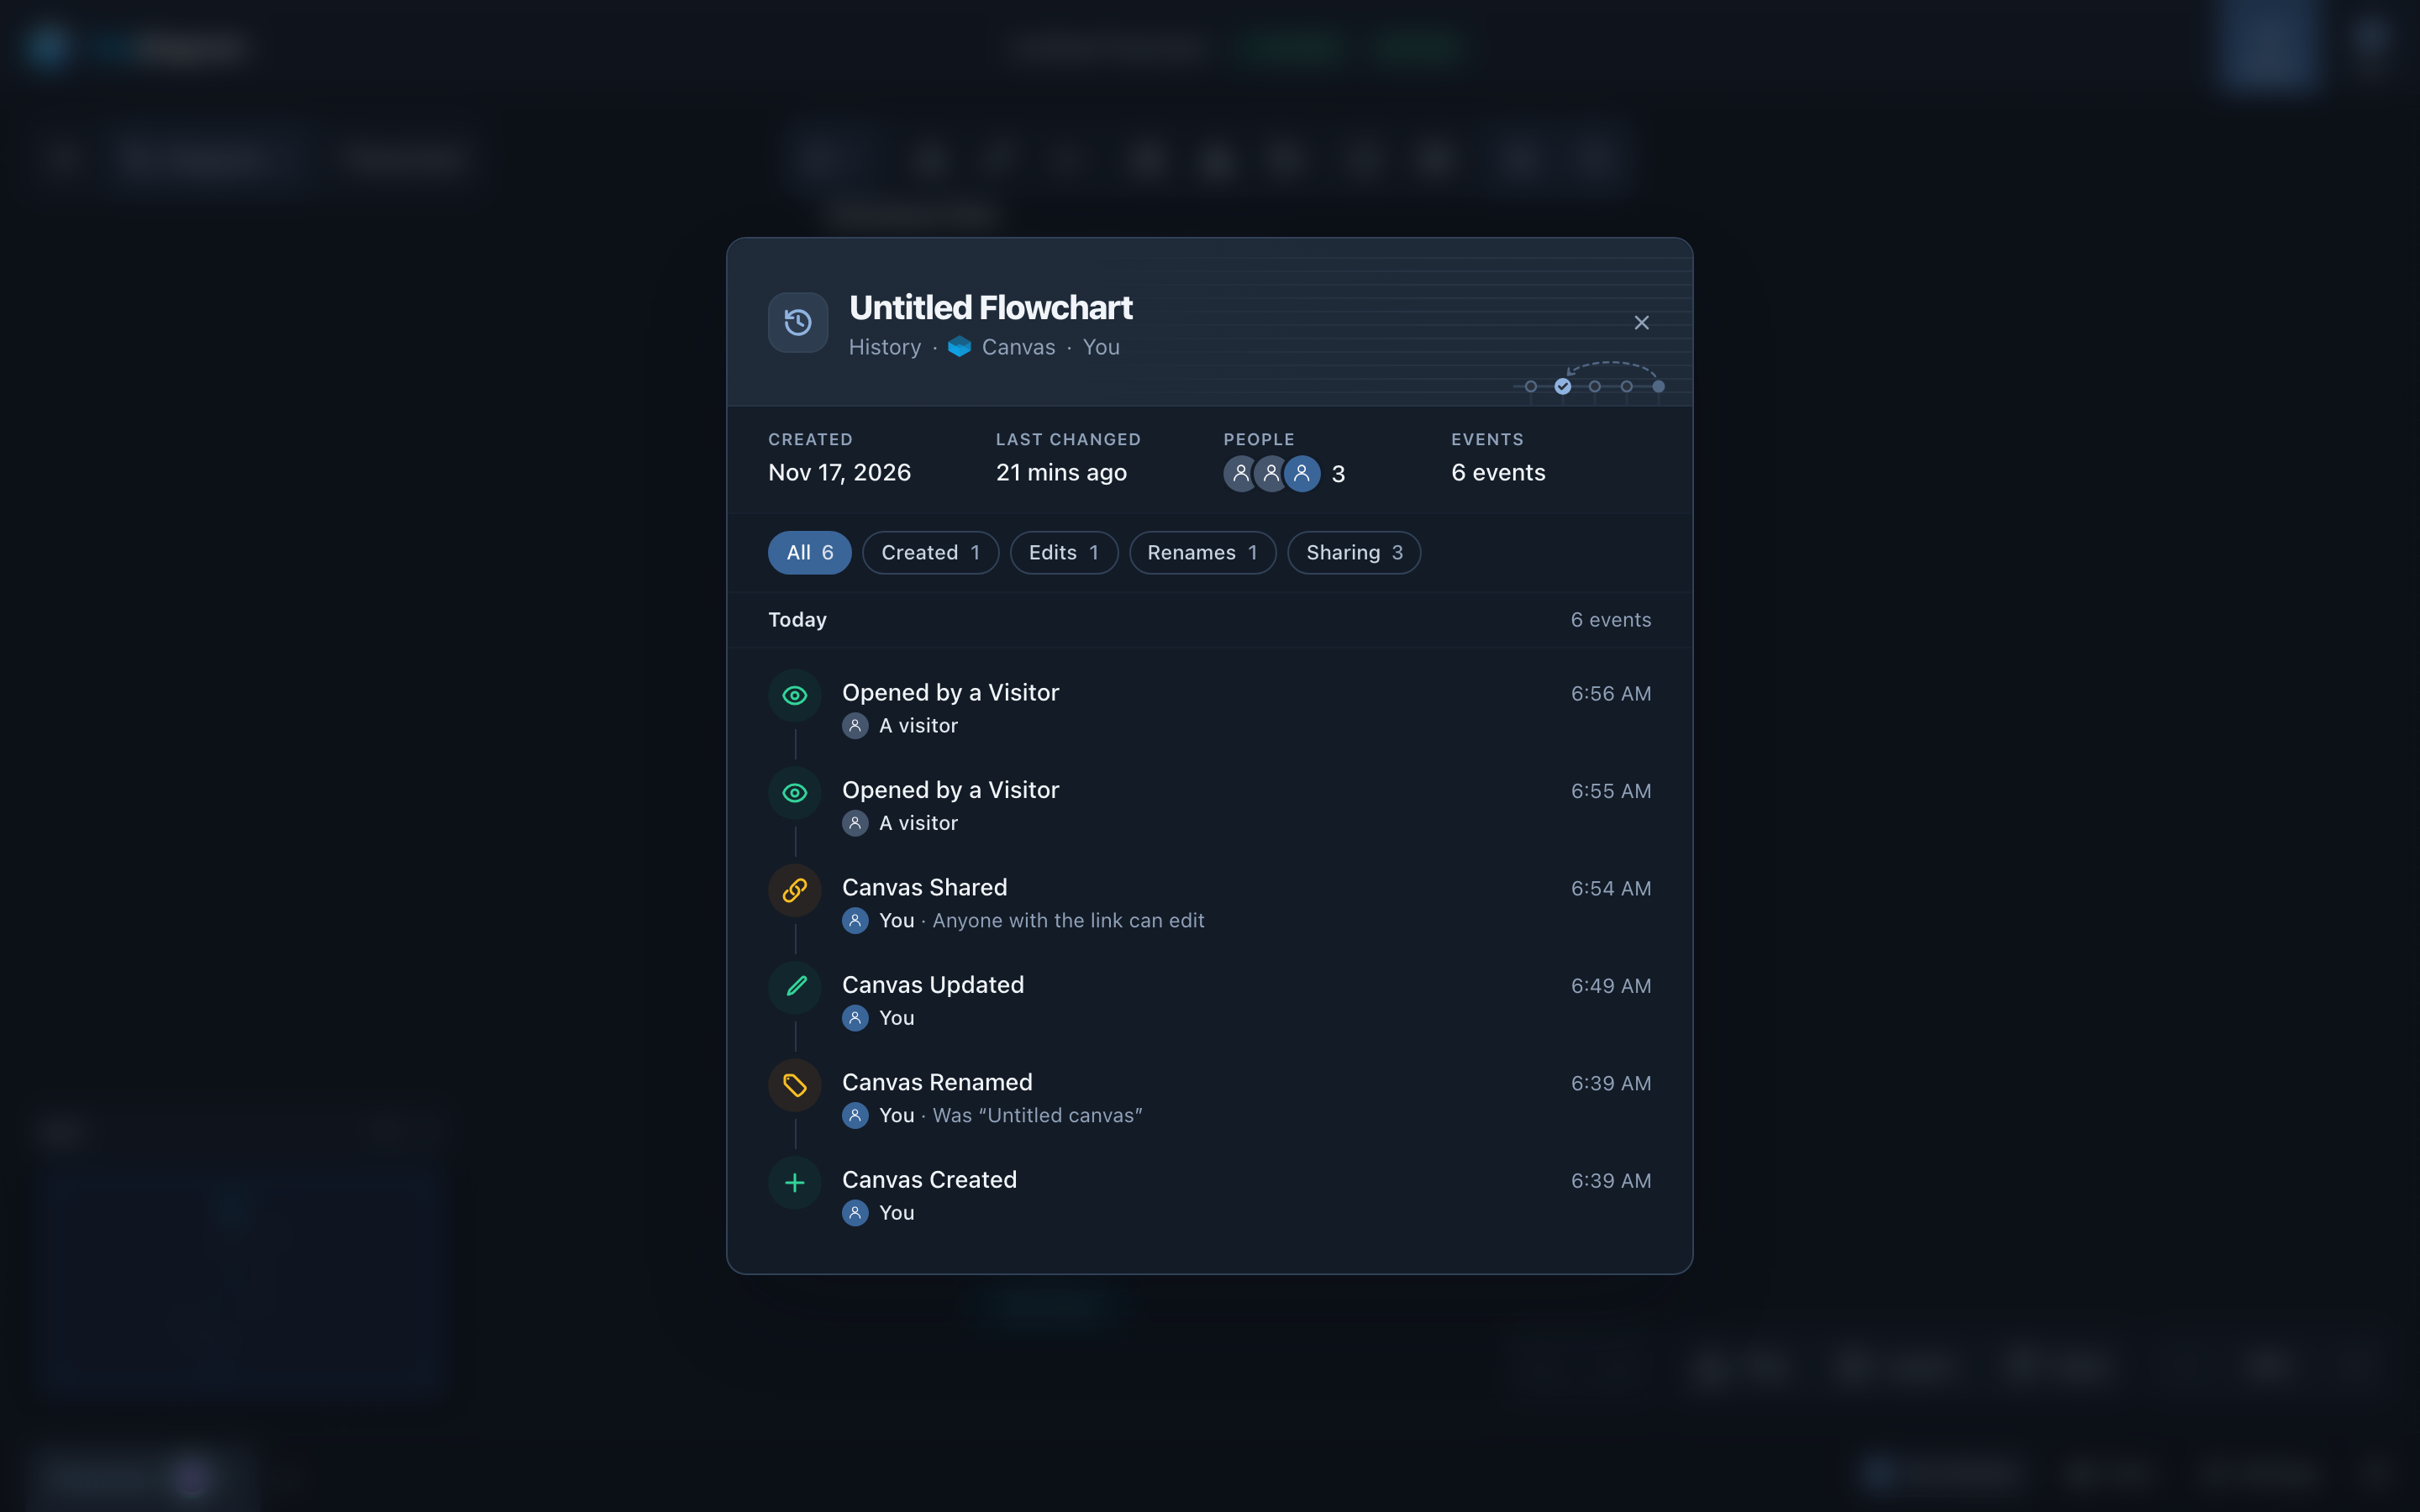 Untitled Flowchart
History · Canvas · You
CREATED
Nov 17, 2026
LAST CHANGED
21 mins ago
PEOPLE
3
EVENTS
6 events
All 6
Created 1
Edits 1
Renames 1
Sharing 3
Today
6 events
Opened by a Visitor
6:56 AM
A visitor
Opened by a Visitor
6:55 AM
A visitor
Canvas Shared
6:54 AM
You · Anyone with the link can edit
Canvas Updated
6:49 AM
You
Canvas Renamed
6:39 AM
You · Was “Untitled canvas”
Canvas Created
6:39 AM
You